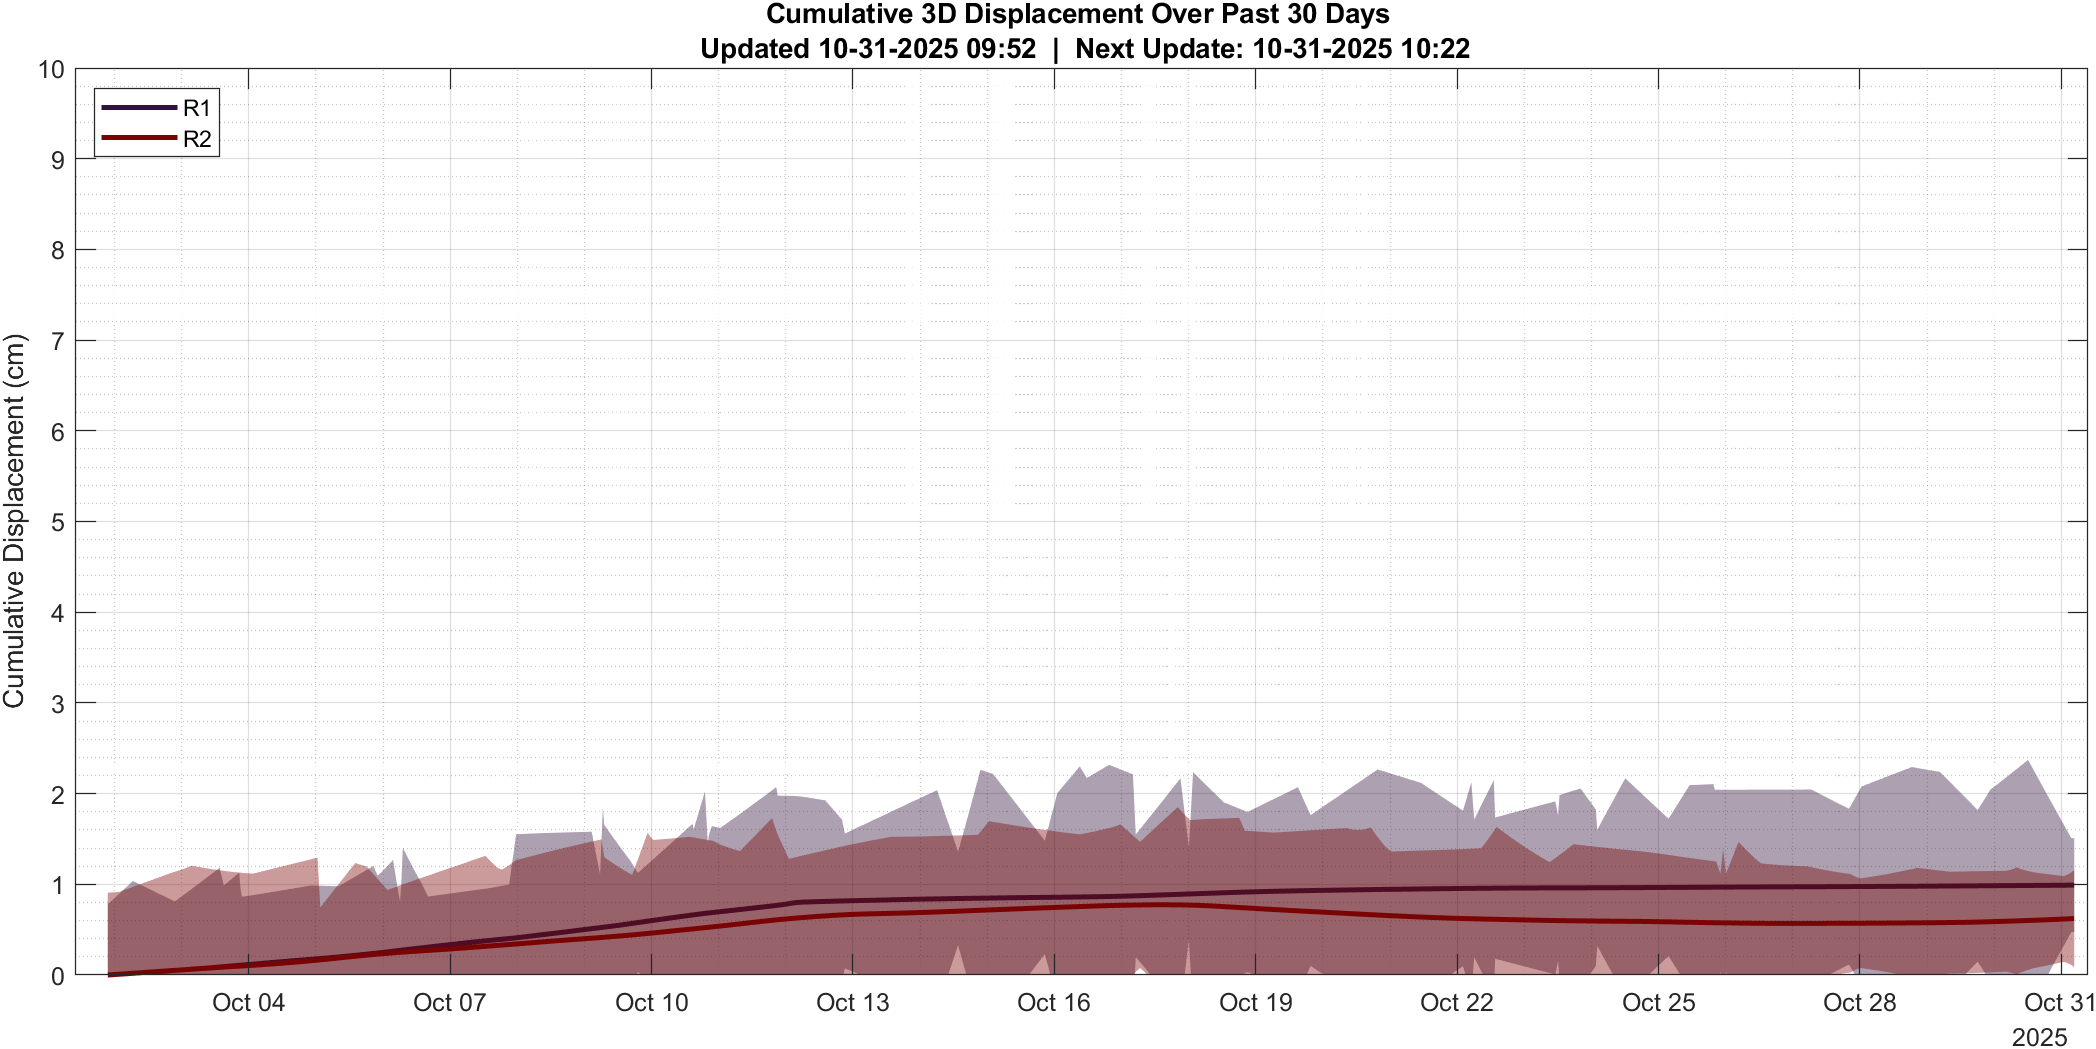 Cumulative 3D Displacement Over Past 30 Days
Updated 10-31-2025 09:52 | Next Update: 10-31-2025 10:22
R1
R2
Cumulative Displacement (cm)
10
9
8
7
6
5
4
3
2
1
0
Oct 04 Oct 07 Oct 10 Oct 13 Oct 16 Oct 19 Oct 22 Oct 25 Oct 28 Oct 31
2025